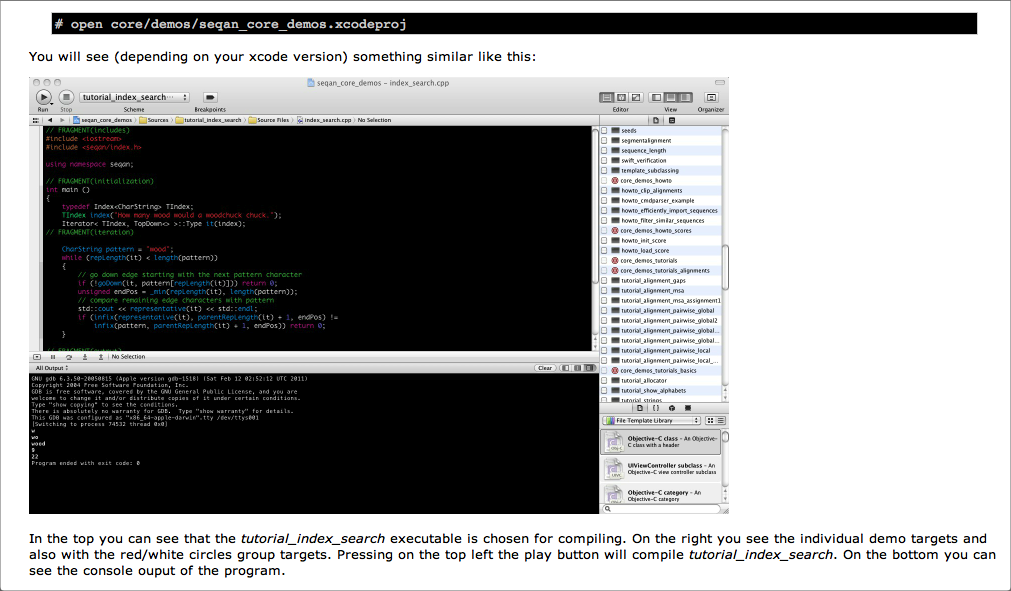 # open core/demos/seqan_core_demos.xcodeproj
You will see (depending on your xcode version) something similar like this:
seqan_core_demos – index_search.cpp
tutorial_index_search···
Run
Stop
Scheme
Breakpoints
Editor
View
Organizer
seqan_core_demos
Sources
tutorial_index_search
Source Files
index_search.cpp
No Selection
// FRAGMENT(includes)
#include <iostream>
#include <seqan/index.h>
using namespace seqan;
// FRAGMENT(initialization)
int main ()
{
typedef Index<CharString> TIndex;
TIndex index("How many wood would a woodchuck chuck.");
Iterator< TIndex, TopDown<> >::Type it(index);
// FRAGMENT(iteration)
CharString pattern = "wood";
while (repLength(it) < length(pattern))
{
// go down edge starting with the next pattern character
if (!goDown(it, pattern[repLength(it)])) return 0;
unsigned endPos = _min(repLength(it), length(pattern));
// compare remaining edge characters with pattern
std::cout << representative(it) << std::endl;
if (infix(representative(it), parentRepLength(it) + 1, endPos) !=
infix(pattern, parentRepLength(it) + 1, endPos)) return 0;
}
seeds
segmentalignment
sequence_length
swift_verification
template_subclassing
core_demos_howto
howto_clip_alignments
howto_cmdparser_example
howto_efficiently_import_sequences
howto_filter_similar_sequences
core_demos_howto_scores
howto_init_score
howto_load_score
core_demos_tutorials
core_demos_tutorials_alignments
tutorial_alignment_gaps
tutorial_alignment_msa
tutorial_alignment_msa_assignment1
tutorial_alignment_pairwise_global
tutorial_alignment_pairwise_global2
tutorial_alignment_pairwise_global...
tutorial_alignment_pairwise_global...
tutorial_alignment_pairwise_local
tutorial_alignment_pairwise_local_...
core_demos_tutorials_basics
tutorial_allocator
tutorial_show_alphabets
tutorial_strings
No Selection
All Output
Clear
GNU gdb 6.3.50-20050815 (Apple version gdb-1518) (Sat Feb 12 02:52:12 UTC 2011)
Copyright 2004 Free Software Foundation, Inc.
GDB is free software, covered by the GNU General Public License, and you are
welcome to change it and/or distribute copies of it under certain conditions.
Type "show copying" to see the conditions.
There is absolutely no warranty for GDB. Type "show warranty" for details.
This GDB was configured as "x86_64-apple-darwin".tty /dev/ttys001
[Switching to process 74532 thread 0x0]
w
wo
wood
9
22
Program ended with exit code: 0
{ }
File Template Library
Objective-C class - An Objective-
C class with a header
UIViewController subclass - An
Objective-C view controller subclass
Objective-C category - An
Objective-C category
In the top you can see that the tutorial_index_search executable is chosen for compiling. On the right you see the individual demo targets and
also with the red/white circles group targets. Pressing on the top left the play button will compile tutorial_index_search. On the bottom you can
see the console ouput of the program.